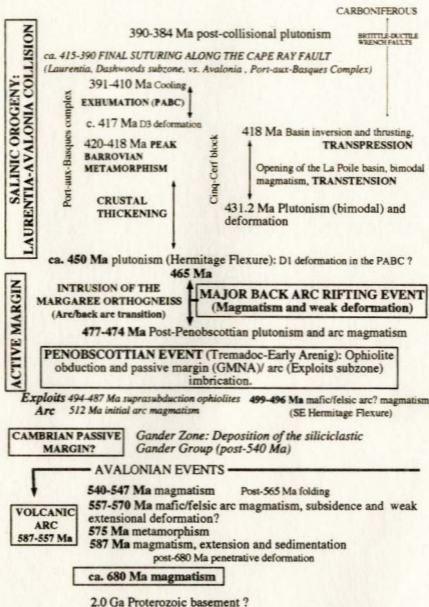 CARBONIFEROUS
390-384 Ma post-collisional plutonism
BRITTLE-DUCTILE
WRENCH FAULTS
ca. 415-390 FINAL SUTURING ALONG THE CAPE RAY FAULT
(Laurentia, Dashwoods subzone, vs. Avalonia , Port-aux-Basques Complex)
SALINIC OROGENY:
LAURENTIA-AVALONIA COLLISION
Port-aux-Basques complex
391-410 Ma Cooling
EXHUMATION (PABC)
c. 417 Ma D3 deformation
420-418 Ma PEAK
BARROVIAN
METAMORPHISM
CRUSTAL
THICKENING
Cinq-Cerf block
418 Ma Basin inversion and thrusting,
TRANSPRESSION
Opening of the La Poile basin, bimodal
magmatism, TRANSTENSION
431.2 Ma Plutonism (bimodal) and
deformation
ca. 450 Ma plutonism (Hermitage Flexure): D1 deformation in the PABC ?
465 Ma
ACTIVE MARGIN
INTRUSION OF THE
MARGAREE ORTHOGNEISS
(Arc/back arc transition)
MAJOR BACK ARC RIFTING EVENT
(Magmatism and weak deformation)
477-474 Ma Post-Penobscottian plutonism and arc magmatism
PENOBSCOTTIAN EVENT (Tremadoc-Early Arenig): Ophiolite
obduction and passive margin (GMNA)/ arc (Exploits subzone)
imbrication.
Exploits 494-487 Ma suprasubduction ophiolites
Arc 512 Ma initial arc magmatism
499-496 Ma mafic/felsic arc? magmatism
(SE Hermitage Flexure)
CAMBRIAN PASSIVE
MARGIN?
Gander Zone: Deposition of the siliciclastic
Gander Group (post-540 Ma)
AVALONIAN EVENTS
540-547 Ma magmatism Post-565 Ma folding
VOLCANIC
ARC
587-557 Ma
557-570 Ma mafic/felsic arc magmatism, subsidence and weak
extensional deformation?
575 Ma metamorphism
587 Ma magmatism, extension and sedimentation
post-680 Ma penetrative deformation
ca. 680 Ma magmatism
2.0 Ga Proterozoic basement ?